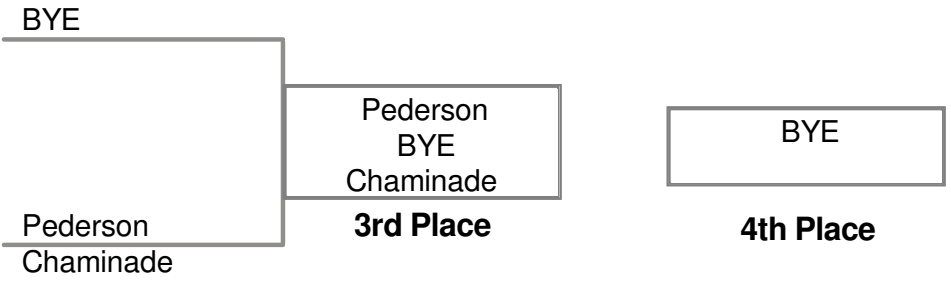 BYE
Pederson
BYE
Chaminade
3rd Place
BYE
4th Place
Pederson
Chaminade